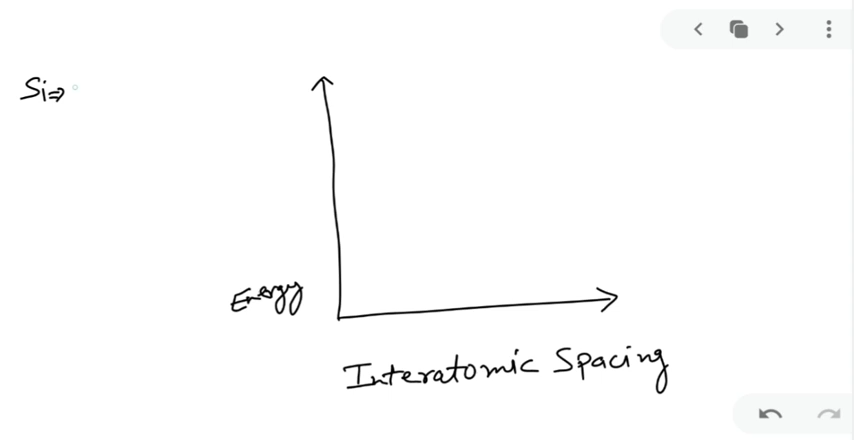 Si⇒
Energy
Interatomic Spacing